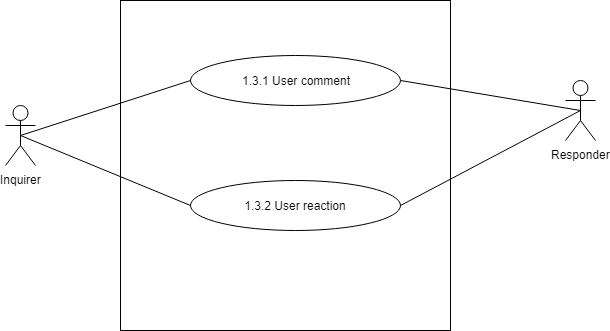 1.3.1 User comment
Inquirer
Responder
1.3.2 User reaction